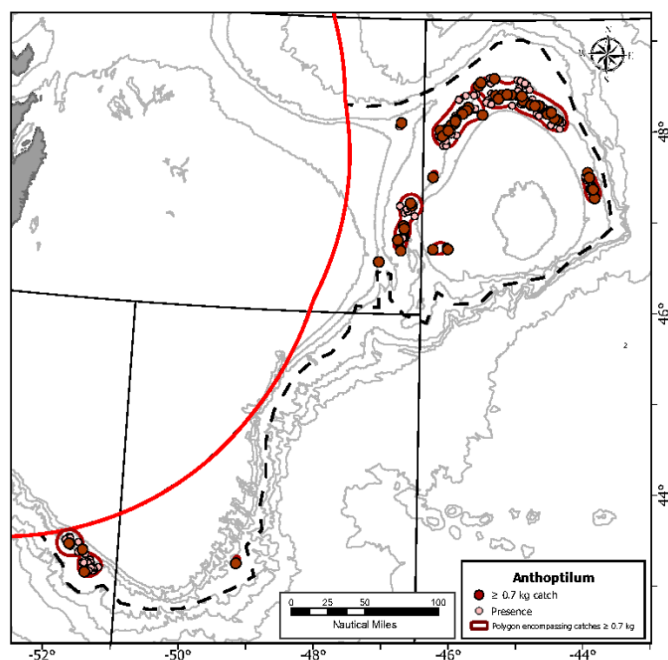 N
W E
S
48°
46°
2
44°
Anthoptilum
≥ 0.7 kg catch
Presence
Polygon encompassing catches ≥ 0.7 kg
0 25 50 100
Nautical Miles
-52 -50 -48 -46 -44